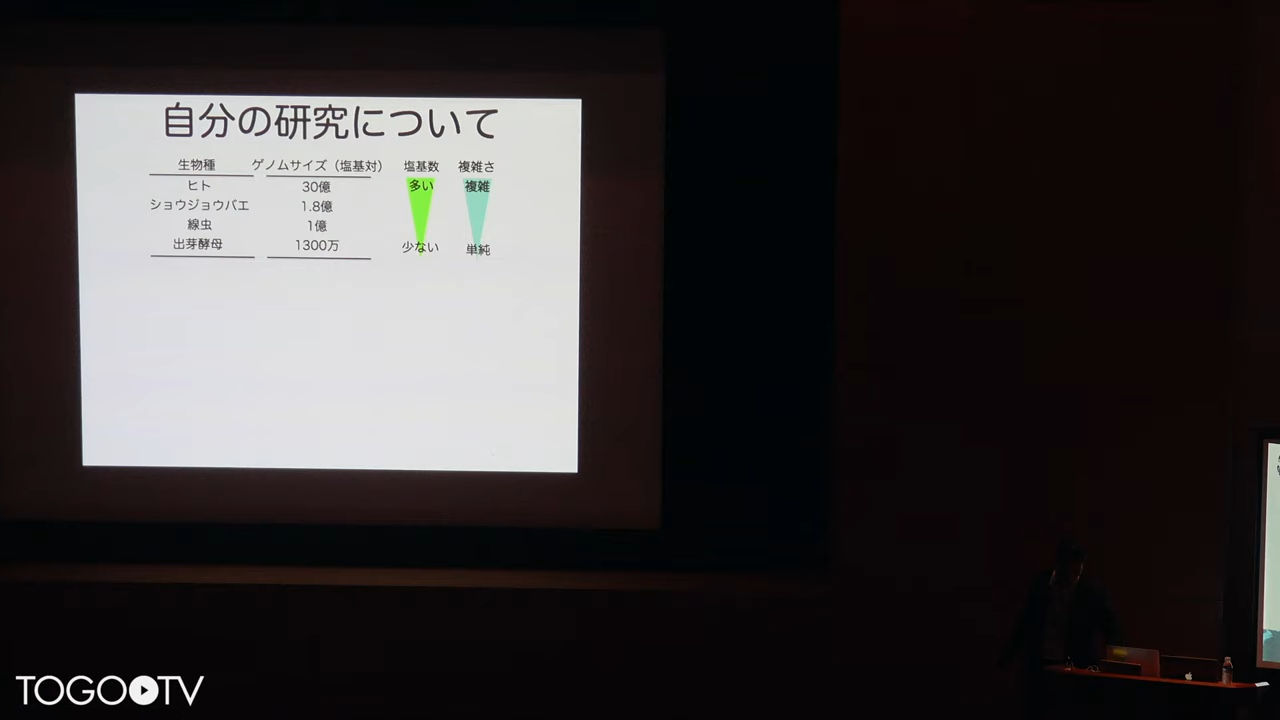 自分の研究について
生物種 ゲノムサイズ（塩基対） 塩基数 複雑さ
ヒト 30億 多い 複雑
ショウジョウバエ 1.8億
線虫 1億
出芽酵母 1300万 少ない 単純
TOGOTV